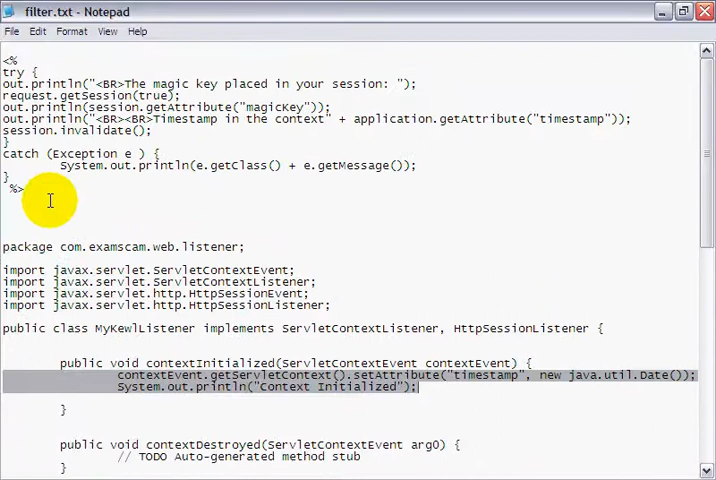 filter.txt - Notepad
File Edit Format View Help
<%
try {
out.println("<BR>The magic key placed in your session: ");
request.getSession(true);
out.println(session.getAttribute("magicKey"));
out.println("<BR><BR>Timestamp in the context" + application.getAttribute("timestamp"));
session.invalidate();
}
catch (Exception e ) {
System.out.println(e.getClass() + e.getMessage());
}
%>
package com.examscam.web.listener;
import javax.servlet.ServletContextEvent;
import javax.servlet.ServletContextListener;
import javax.servlet.http.HttpSessionEvent;
import javax.servlet.http.HttpSessionListener;
public class MyKewlListener implements ServletContextListener, HttpSessionListener {
public void contextInitialized(ServletContextEvent contextEvent) {
contextEvent.getServletContext().setAttribute("timestamp", new java.util.Date());
System.out.println("Context Initialized");
}
public void contextDestroyed(ServletContextEvent arg0) {
// TODO Auto-generated method stub
}